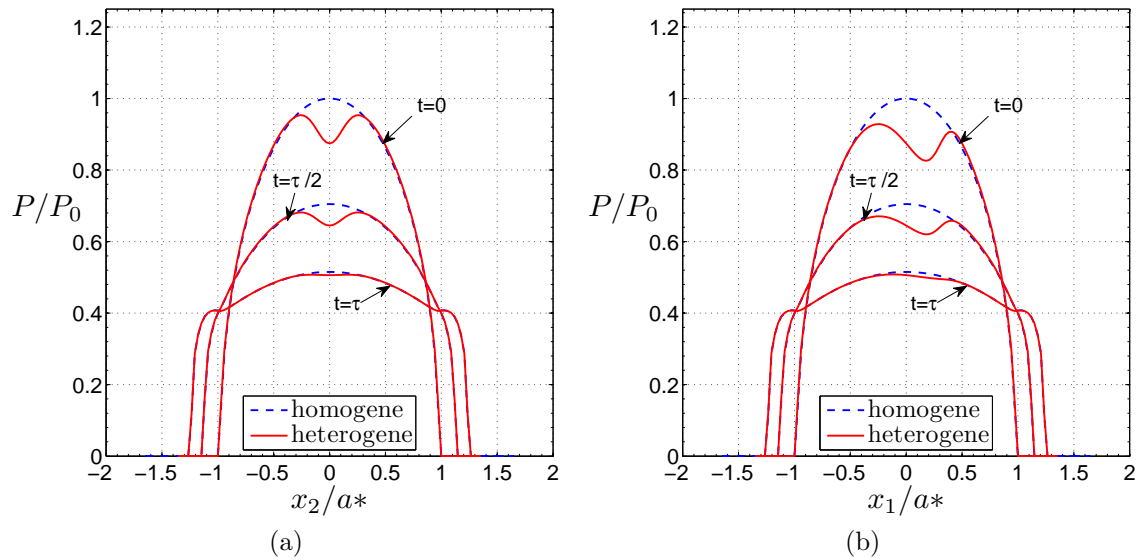 1.2
1
0.8
0.6
0.4
0.2
0
P/P₀
t=0
t=τ/2
t=τ
homogene
heterogene
−2 −1.5 −1 −0.5 0 0.5 1 1.5 2
x₂/a∗
(a)
1.2
1
0.8
0.6
0.4
0.2
0
P/P₀
t=0
t=τ/2
t=τ
homogene
heterogene
−2 −1.5 −1 −0.5 0 0.5 1 1.5 2
x₁/a∗
(b)